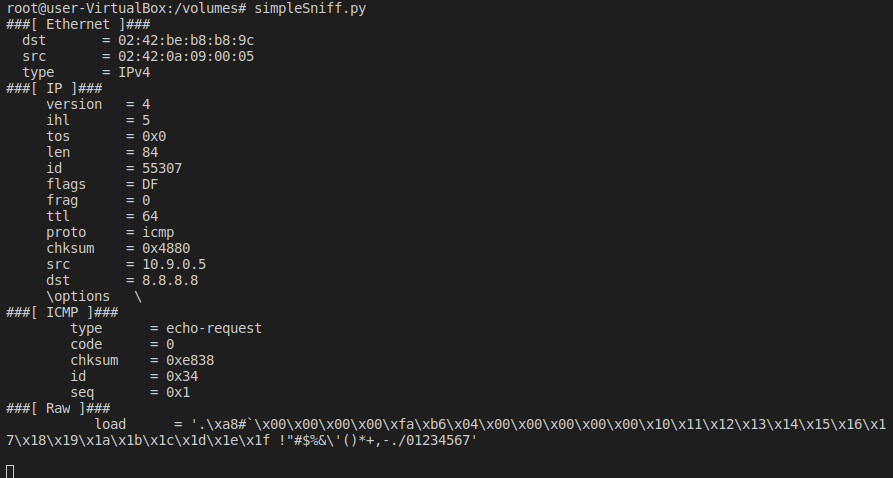 root@user-VirtualBox:/volumes# simpleSniff.py
###[ Ethernet ]###
  dst       = 02:42:be:b8:b8:9c
  src       = 02:42:0a:09:00:05
  type      = IPv4
###[ IP ]###
     version   = 4
     ihl       = 5
     tos       = 0x0
     len       = 84
     id        = 55307
     flags     = DF
     frag      = 0
     ttl       = 64
     proto     = icmp
     chksum    = 0x4880
     src       = 10.9.0.5
     dst       = 8.8.8.8
     \options   \
###[ ICMP ]###
        type      = echo-request
        code      = 0
        chksum    = 0xe838
        id        = 0x34
        seq       = 0x1
###[ Raw ]###
           load      = '.\xa8#`\x00\x00\x00\x00\xfa\xb6\x04\x00\x00\x00\x00\x00\x10\x11\x12\x13\x14\x15\x16\x1
7\x18\x19\x1a\x1b\x1c\x1d\x1e\x1f !"#$%&\'()*+,-./01234567'